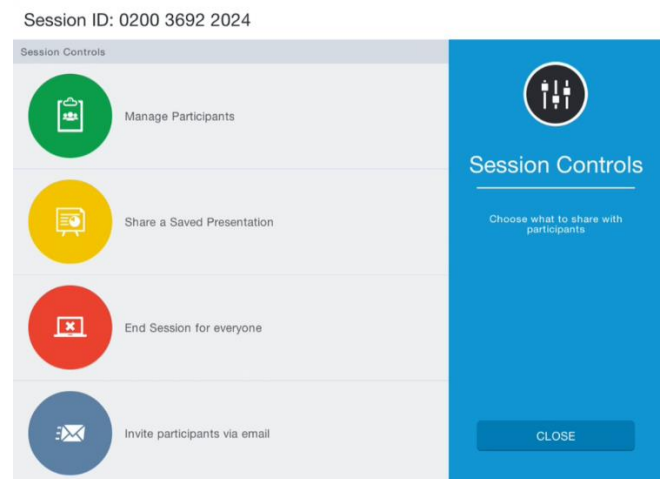 Session ID: 0200 3692 2024
Session Controls
Manage Participants
Share a Saved Presentation
End Session for everyone
Invite participants via email
Session Controls
Choose what to share with
participants
CLOSE